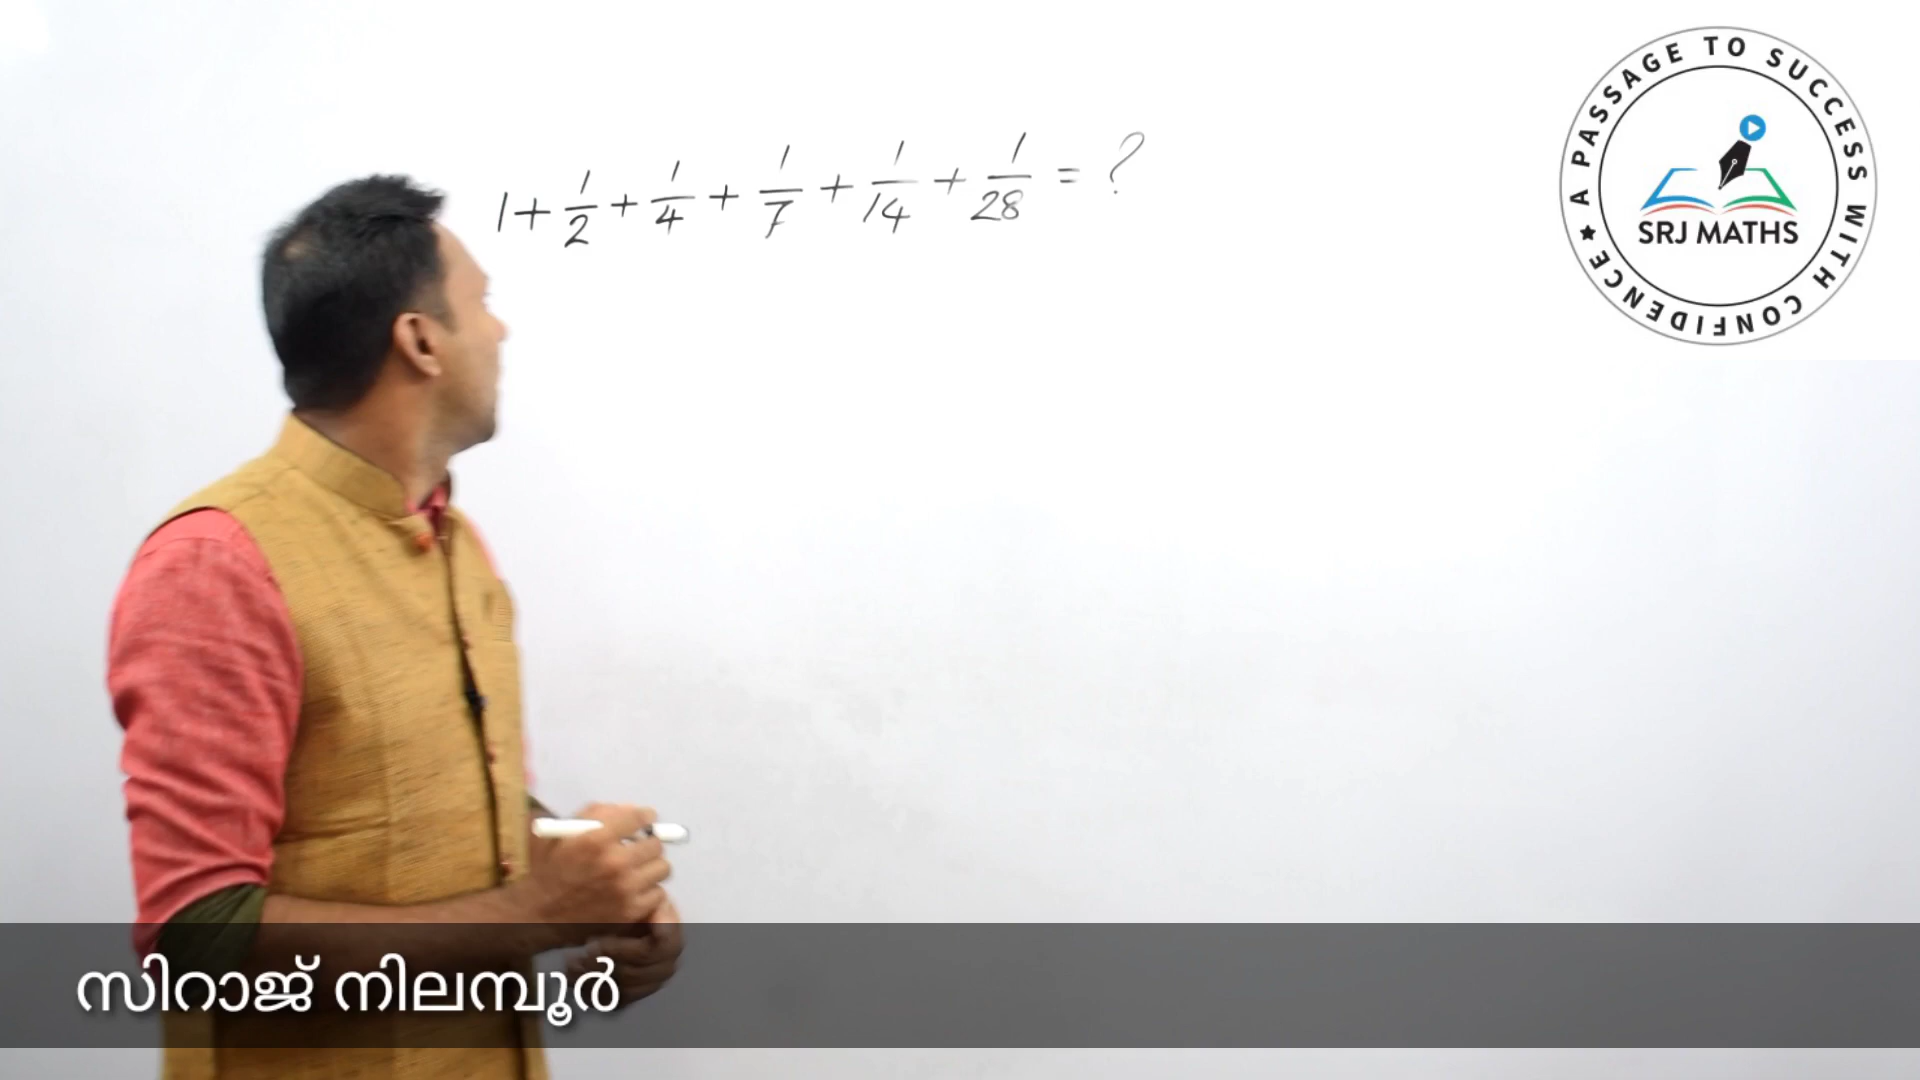 1 + 1/2 + 1/4 + 1/7 + 1/14 + 1/28 = ?
A PASSAGE TO SUCCESS WITH CONFIDENCE ★
SRJ MATHS
സിറാജ് നിലമ്പൂർ